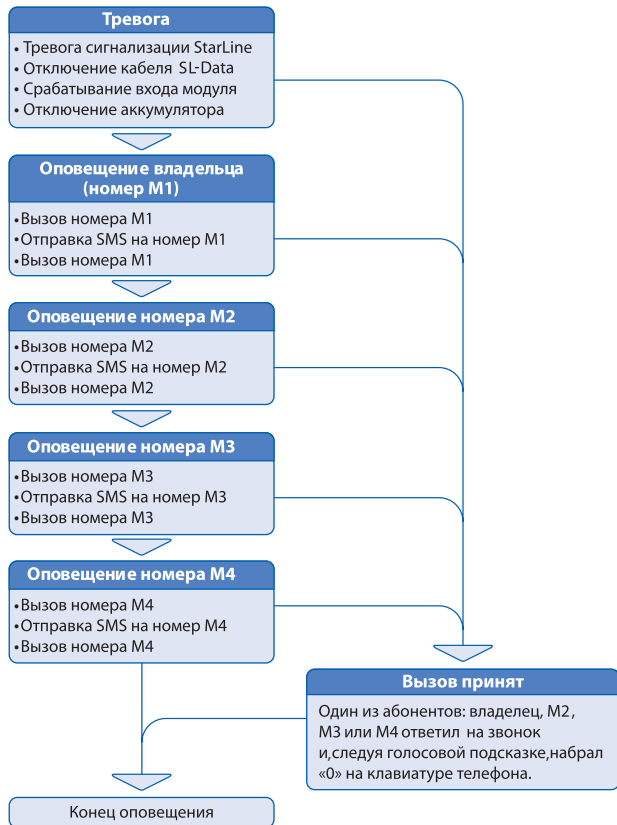 Тревога
• Тревога сигнализации StarLine
• Отключение кабеля SL-Data
• Срабатывание входа модуля
• Отключение аккумулятора
Оповещение владельца
(номер М1)
•Вызов номера М1
•Отправка SMS на номер М1
•Вызов номера М1
Оповещение номера М2
•Вызов номера М2
•Отправка SMS на номер М2
•Вызов номера М2
Оповещение номера М3
•Вызов номера М3
•Отправка SMS на номер М3
•Вызов номера М3
Оповещение номера М4
•Вызов номера М4
•Отправка SMS на номер М4
•Вызов номера М4
Вызов принят
Один из абонентов: владелец, М2,
М3 или М4 ответил на звонок
и,следуя голосовой подсказке,набрал
«0» на клавиатуре телефона.
Конец оповещения